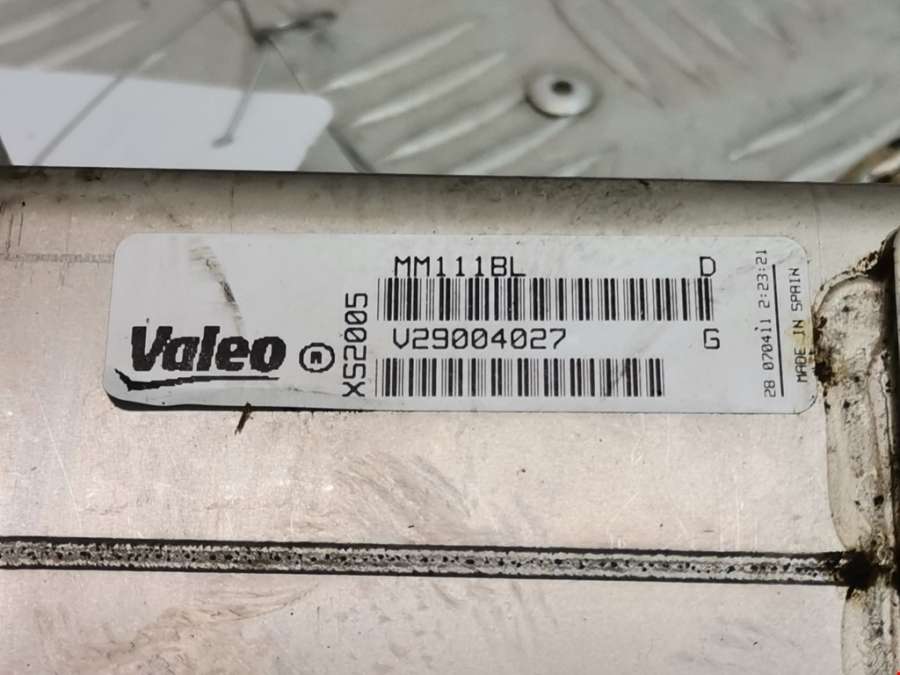 Valeo ®
XS2005
MM111BL D
V29004027 G
28 070411 2:23:21
MADE IN SPAIN